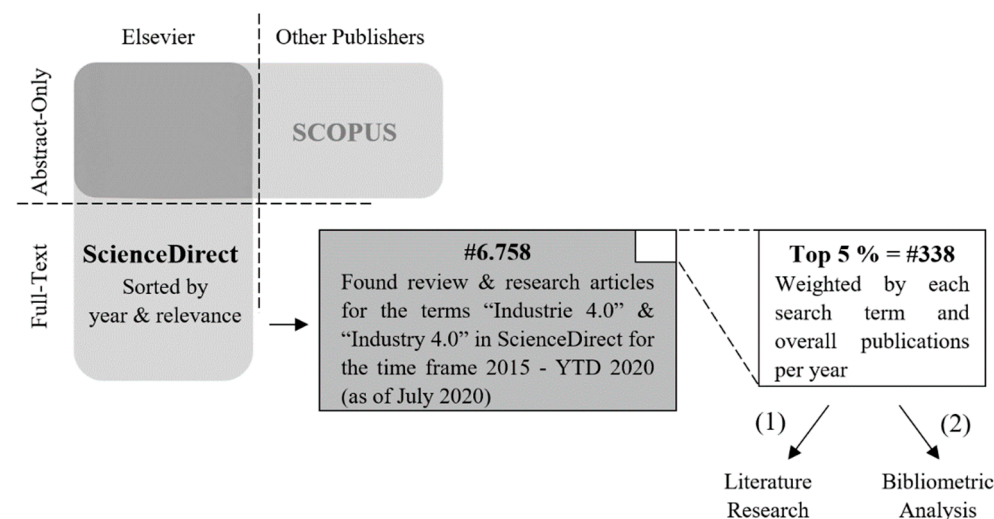 Elsevier
Other Publishers
Abstract-Only
SCOPUS
Full-Text
ScienceDirect
Sorted by
year & relevance
#6.758
Found review & research articles
for the terms “Industrie 4.0” &
“Industry 4.0” in ScienceDirect for
the time frame 2015 - YTD 2020
(as of July 2020)
Top 5 % = #338
Weighted by each
search term and
overall publications
per year
(1)
(2)
Literature
Research
Bibliometric
Analysis